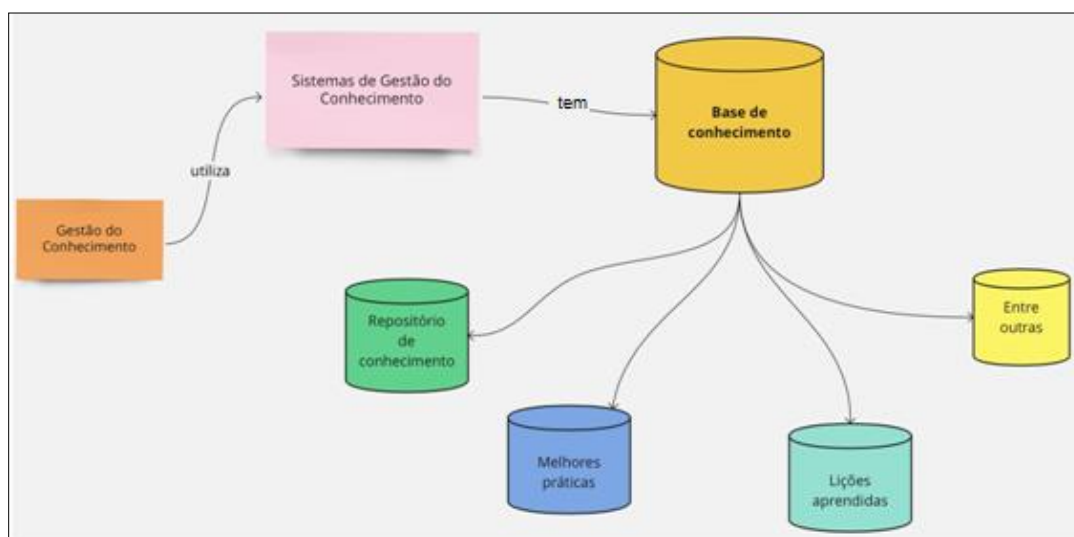 Sistemas de Gestão do
Conhecimento
tem
Base de
conhecimento
utiliza
Gestão do
Conhecimento
Repositório
de
conhecimento
Entre
outras
Melhores
práticas
Lições
aprendidas